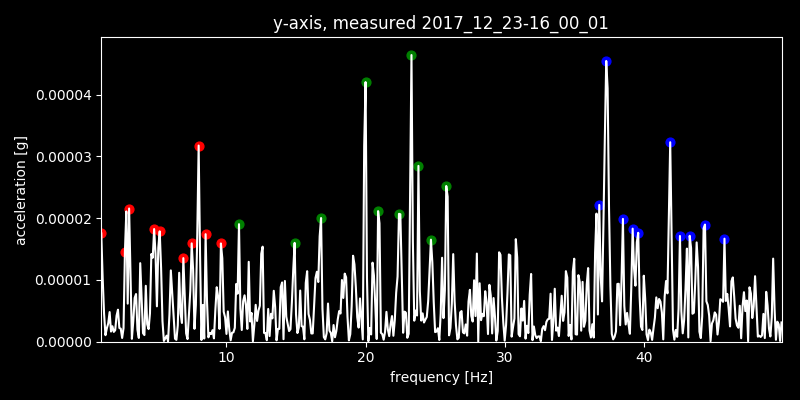 y-axis, measured 2017_12_23-16_00_01
acceleration [g]
0.00004
0.00003
0.00002
0.00001
0.00000
10 20 30 40
frequency [Hz]